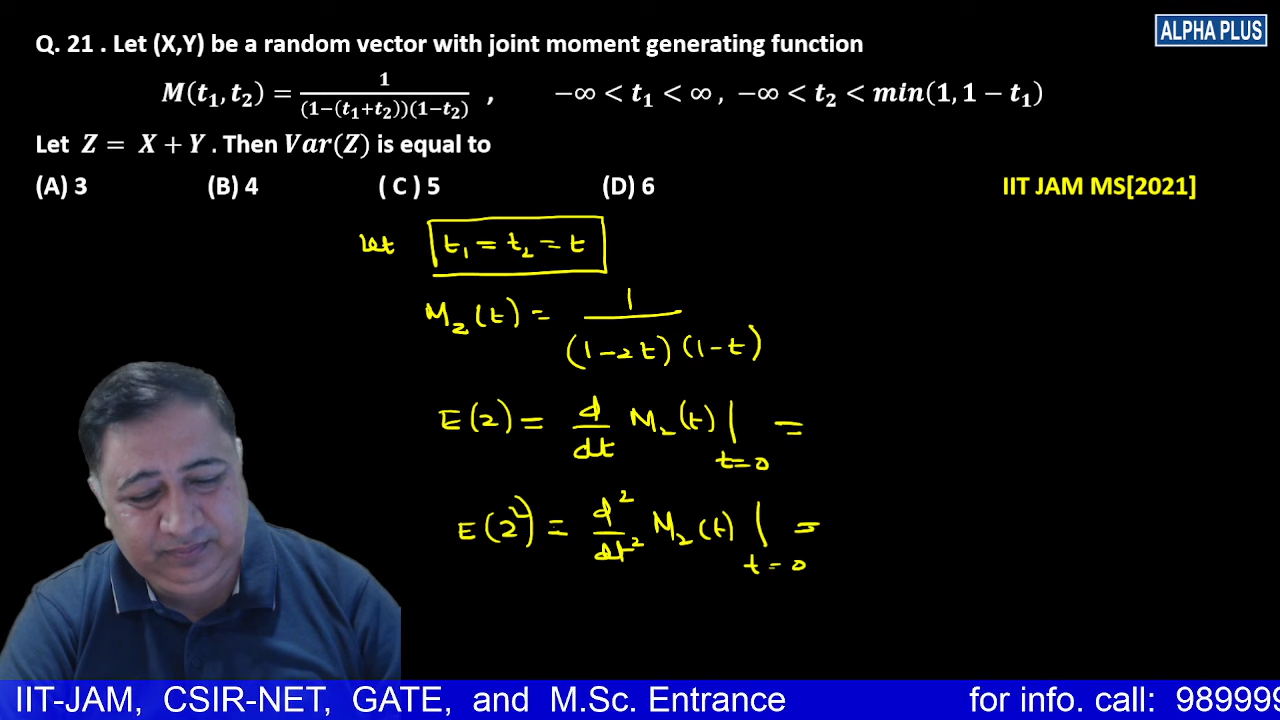 ALPHA PLUS
Q. 21 . Let (X,Y) be a random vector with joint moment generating function
M(t₁, t₂) = 1 / ((1−(t₁+t₂))(1−t₂)) , −∞ < t₁ < ∞ , −∞ < t₂ < min(1, 1 − t₁)
Let Z = X + Y . Then Var(Z) is equal to
(A) 3 (B) 4 ( C ) 5 (D) 6 IIT JAM MS[2021]
let t₁ = t₂ = t
M_Z (t) = 1 / ((1−2t) (1−t))
E(Z) = d/dt M_Z (t) |_{t=0} =
E(Z²) = d²/dt² M_Z (t) |_{t=0} =
IIT-JAM, CSIR-NET, GATE, and M.Sc. Entrance for info. call: 989999